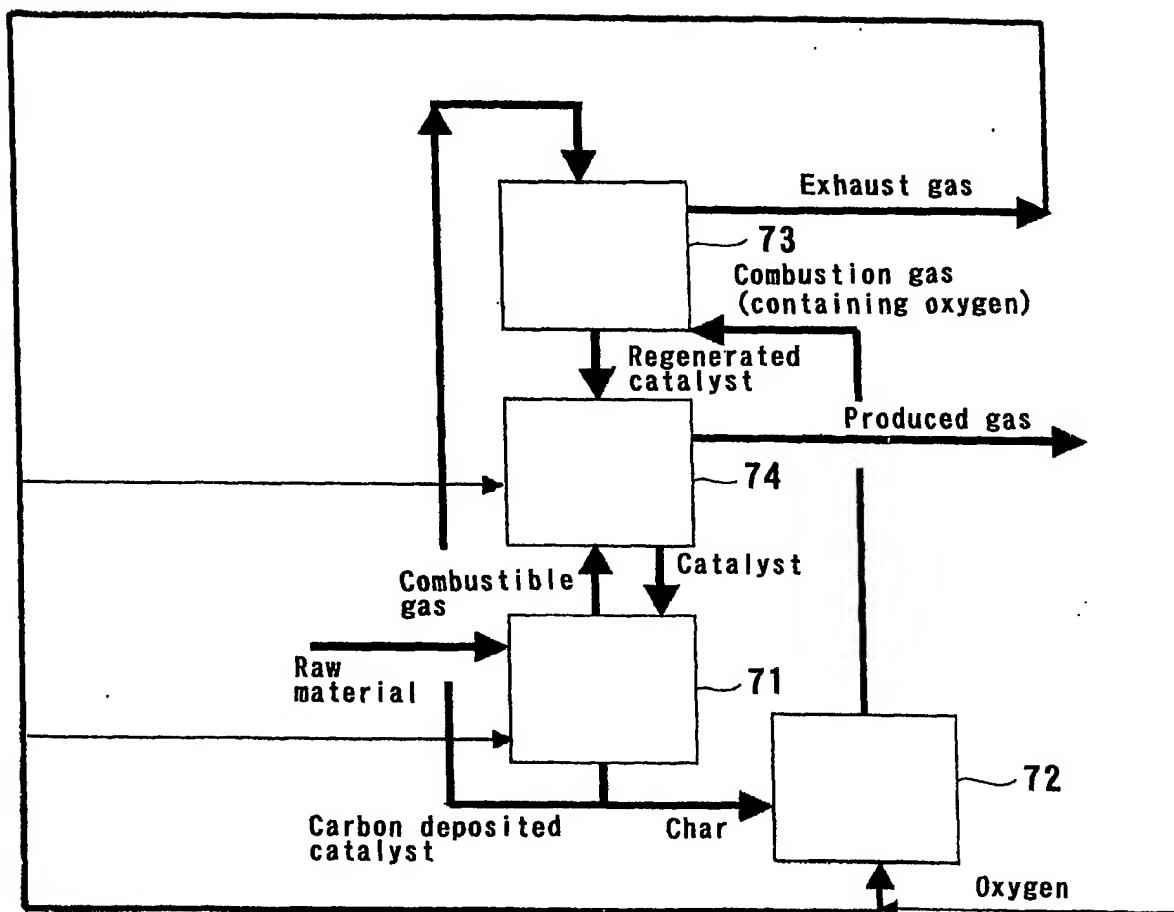 Exhaust gas
73
Combustion gas
(containing oxygen)
Regenerated
catalyst
Produced gas
74
Catalyst
Combustible
gas
Raw
material
71
72
Carbon deposited
catalyst
Char
Oxygen